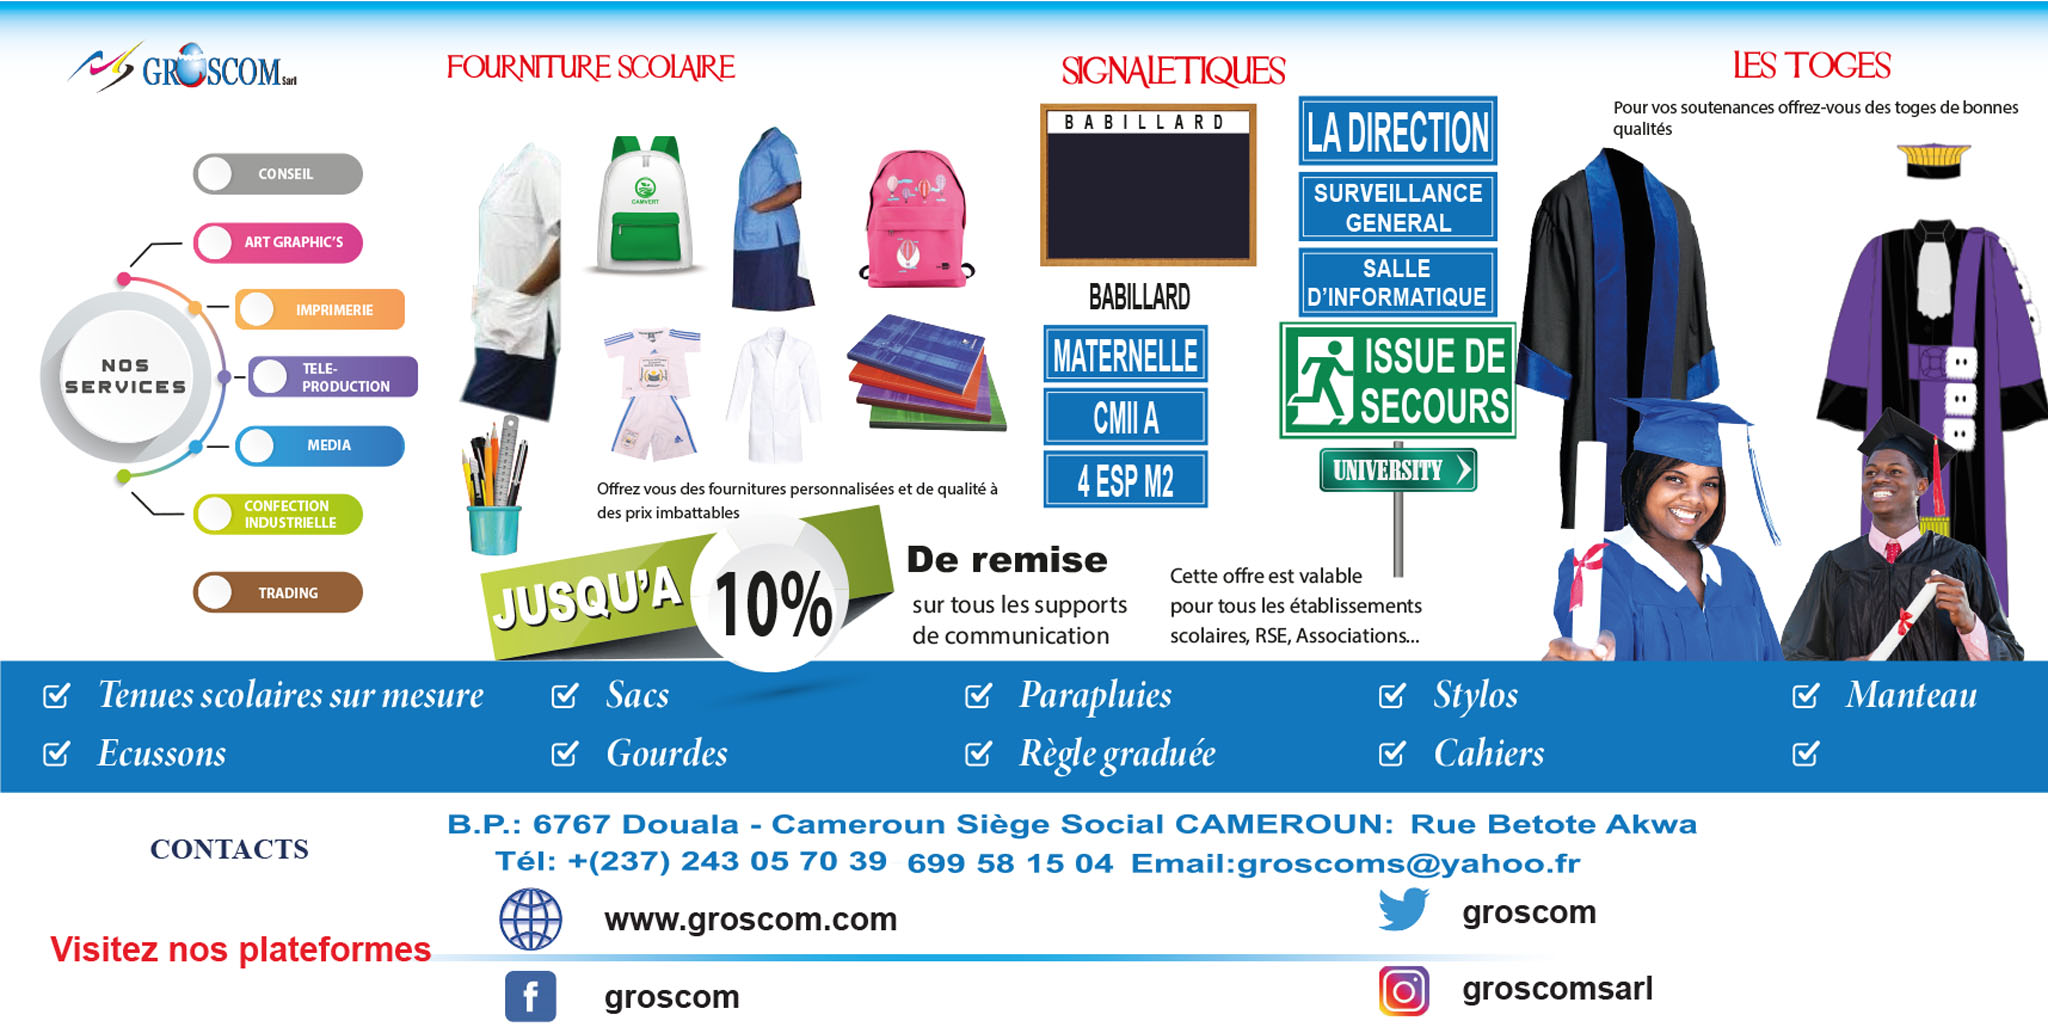 GROSCOM Sarl
CONSEIL
ART GRAPHIC'S
IMPRIMERIE
TELE-
PRODUCTION
MEDIA
CONFECTION
INDUSTRIELLE
TRADING
NOS
SERVICES
FOURNITURE SCOLAIRE
CAMVERT
adidas
Offrez vous des fournitures personnalisées et de qualité à
des prix imbattables
JUSQU'A
10%
De remise
sur tous les supports
de communication
SIGNALETIQUES
BABILLARD
BABILLARD
MATERNELLE
CMII A
4 ESP M2
LA DIRECTION
SURVEILLANCE
GENERAL
SALLE
D'INFORMATIQUE
ISSUE DE
SECOURS
UNIVERSITY
Cette offre est valable
pour tous les établissements
scolaires, RSE, Associations...
LES TOGES
Pour vos soutenances offrez-vous des toges de bonnes
qualités
Tenues scolaires sur mesure
Sacs
Parapluies
Stylos
Manteau
Ecussons
Gourdes
Règle graduée
Cahiers
CONTACTS
B.P.: 6767 Douala - Cameroun Siège Social CAMEROUN: Rue Betote Akwa
Tél: +(237) 243 05 70 39 699 58 15 04 Email:groscoms@yahoo.fr
Visitez nos plateformes
www.groscom.com
groscom
groscom
groscomsarl